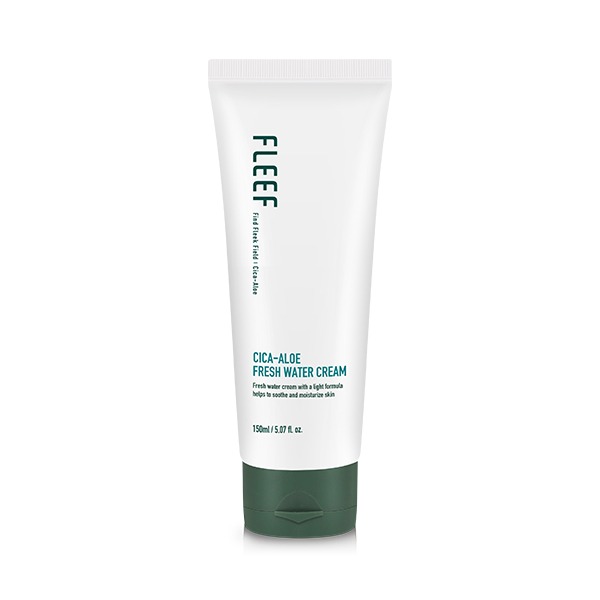 FLEEF
Find Fleek Field | Cica-Aloe
CICA-ALOE
FRESH WATER CREAM
Fresh water cream with a light formula
helps to soothe and moisturize skin
150ml / 5.07 fl. oz.